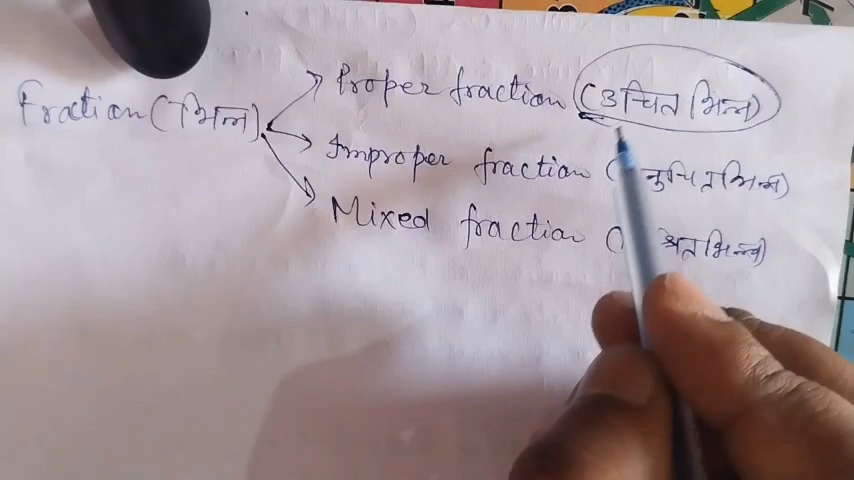 Proper fraction (उचित भिन्न)
Fraction (भिन्न)
Improper fraction ( नुचित भिन्न)
Mixed fraction ( भिन्न)